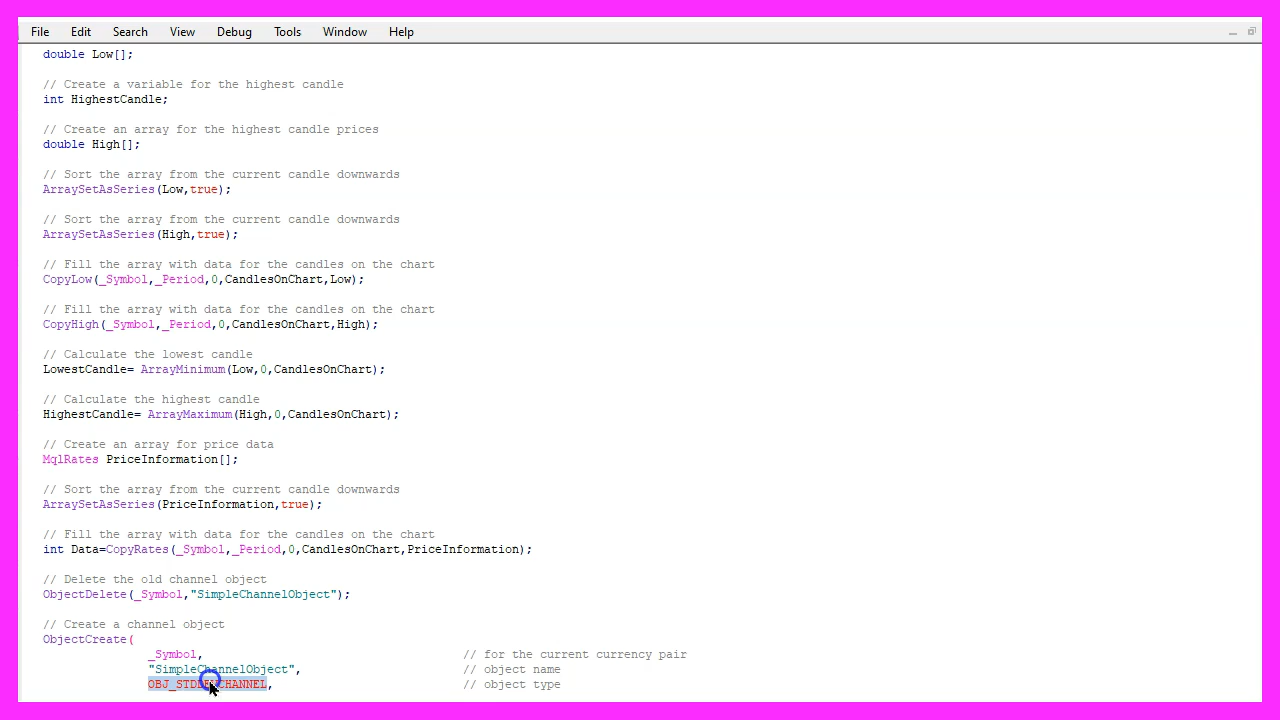 File Edit Search View Debug Tools Window Help
double Low[];
// Create a variable for the highest candle
int HighestCandle;
// Create an array for the highest candle prices
double High[];
// Sort the array from the current candle downwards
ArraySetAsSeries(Low,true);
// Sort the array from the current candle downwards
ArraySetAsSeries(High,true);
// Fill the array with data for the candles on the chart
CopyLow(_Symbol,_Period,0,CandlesOnChart,Low);
// Fill the array with data for the candles on the chart
CopyHigh(_Symbol,_Period,0,CandlesOnChart,High);
// Calculate the lowest candle
LowestCandle= ArrayMinimum(Low,0,CandlesOnChart);
// Calculate the highest candle
HighestCandle= ArrayMaximum(High,0,CandlesOnChart);
// Create an array for price data
MqlRates PriceInformation[];
// Sort the array from the current candle downwards
ArraySetAsSeries(PriceInformation,true);
// Fill the array with data for the candles on the chart
int Data=CopyRates(_Symbol,_Period,0,CandlesOnChart,PriceInformation);
// Delete the old channel object
ObjectDelete(_Symbol,"SimpleChannelObject");
// Create a channel object
ObjectCreate(
_Symbol, // for the current currency pair
"SimpleChannelObject", // object name
OBJ_STDDEVCHANNEL, // object type